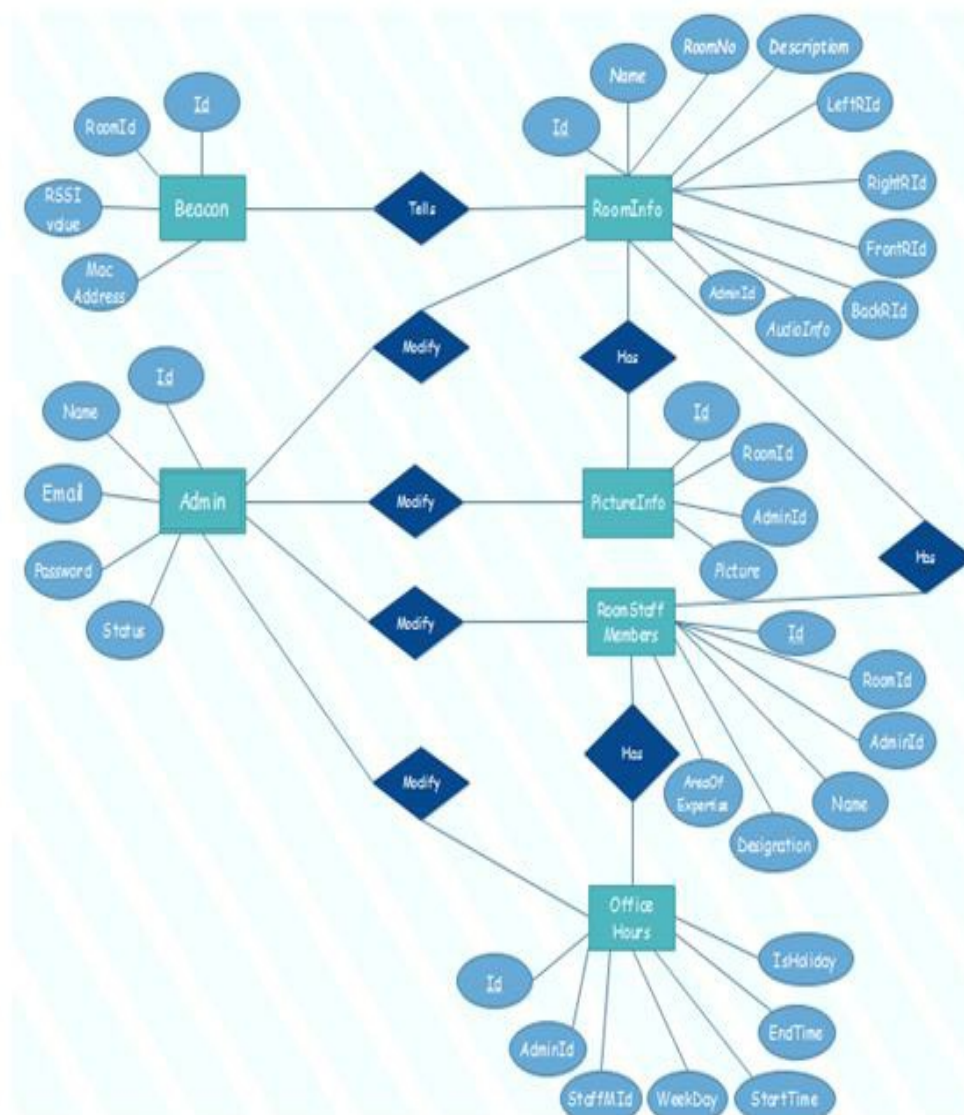 RoomNo
Description
Name
Id
LeftRId
Id
RoomId
RightRId
RSSI
value
Beacon
Tells
RoomInfo
FrontRId
Mac
Address
AdminId
BackRId
AudioInfo
Modify
Has
Id
Name
Id
RoomId
Email
Admin
Modify
PictureInfo
AdminId
Password
Picture
Has
Status
Modify
RoomStaff
Members
Id
RoomId
AdminId
Has
Modify
AreaOf
Expertise
Name
Designation
Office
Hours
IsHoliday
Id
EndTime
AdminId
StaffMId
WeekDay
StartTime